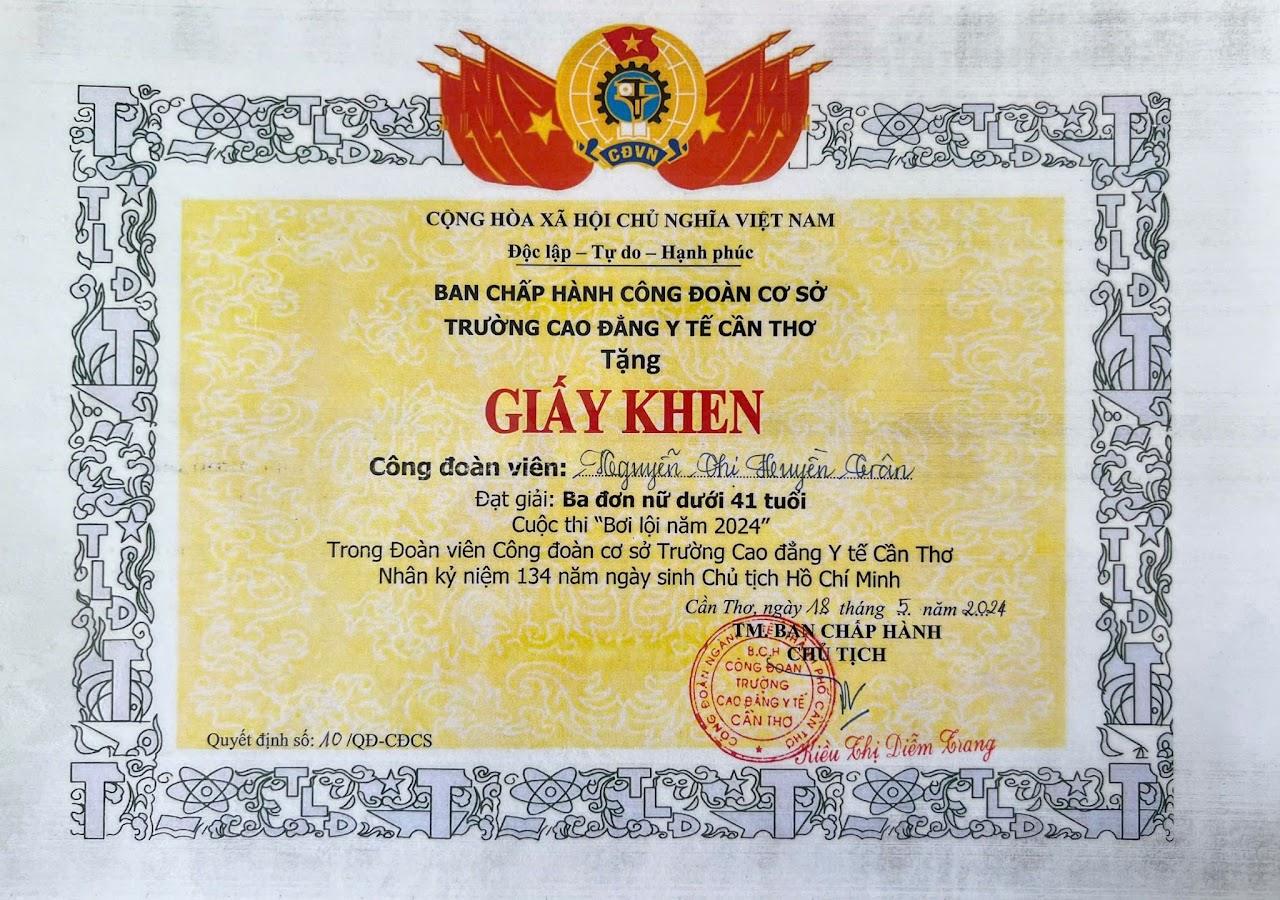 CĐVN
CỘNG HÒA XÃ HỘI CHỦ NGHĨA VIỆT NAM
Độc lập – Tự do – Hạnh phúc
BAN CHẤP HÀNH CÔNG ĐOÀN CƠ SỞ
TRƯỜNG CAO ĐẲNG Y TẾ CẦN THƠ
Tặng
GIẤY KHEN
Công đoàn viên: Nguyễn Thị Huyền Trân
Đạt giải: Ba đơn nữ dưới 41 tuổi
Cuộc thi “Bơi lội năm 2024”
Trong Đoàn viên Công đoàn cơ sở Trường Cao đẳng Y tế Cần Thơ
Nhân kỷ niệm 134 năm ngày sinh Chủ tịch Hồ Chí Minh
Cần Thơ, ngày 18 tháng 5 năm 2024
TM. BAN CHẤP HÀNH
CHỦ TỊCH
B.C.H
CÔNG ĐOAN
TRƯỜNG
CAO ĐẲNG Y TẾ
CẦN THƠ
Quyết định số: 10 /QĐ-CĐCS
Kiều Thị Diễm Trang